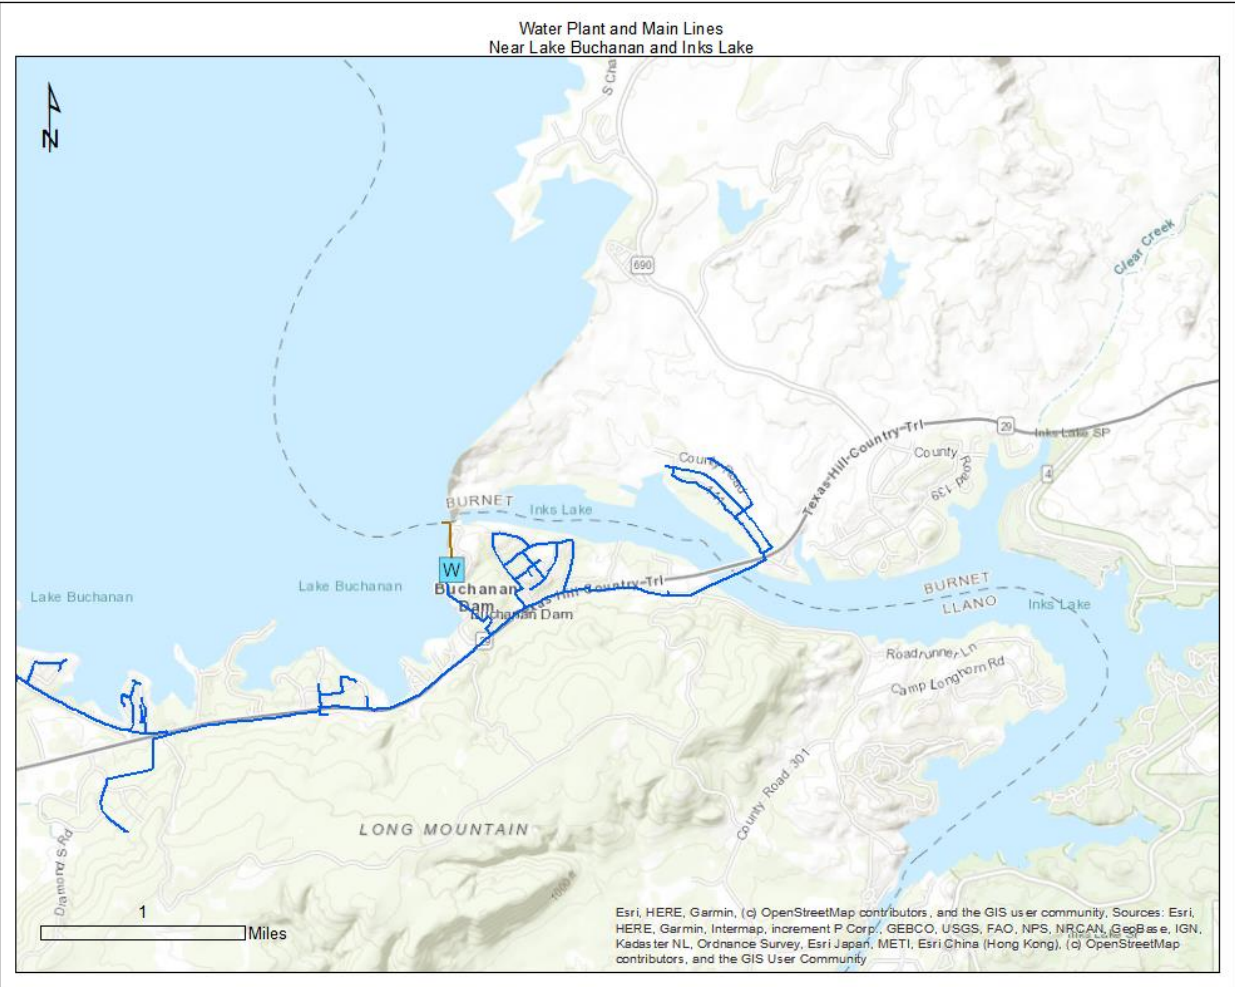 Water Plant and Main Lines
Near Lake Buchanan and Inks Lake
N
S Cha
690
Clear Creek
29
Texas-Hill-Country-Trl
Inks Lake SP
County
Road 139
4
County Road
BURNET
Inks Lake
W
Lake Buchanan
Buchanan
Dam
Lake Buchanan
Buchanan Dam
Hill Country-Trl
BURNET
LLANO
Inks Lake
Roadrunner Ln
Camp Longhorn Rd
County Road 301
LONG MOUNTAIN
Diamond S Rd
1000 ft
1
Miles
Esri, HERE, Garmin, (c) OpenStreetMap contributors, and the GIS user community, Sources: Esri,
HERE, Garmin, Intermap, increment P Corp., GEBCO, USGS, FAO, NPS, NRCAN, GeoBase, IGN,
Kadaster NL, Ordnance Survey, Esri Japan, METI, Esri China (Hong Kong), (c) OpenStreetMap
contributors, and the GIS User Community